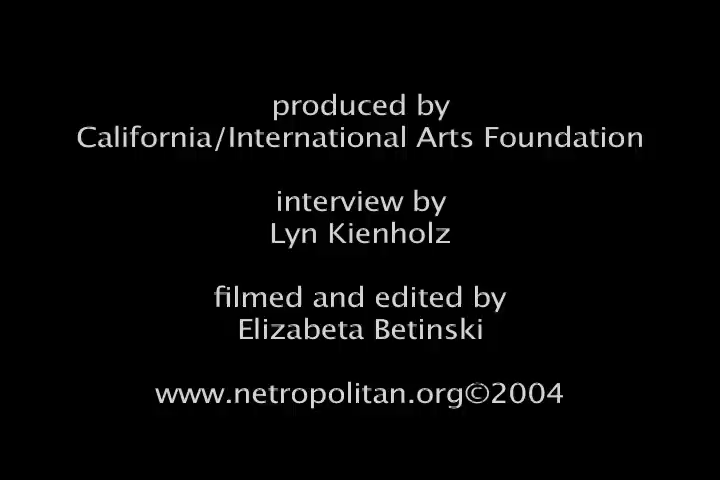 produced by
California/International Arts Foundation
interview by
Lyn Kienholz
filmed and edited by
Elizabeta Betinski
www.netropolitan.org©2004